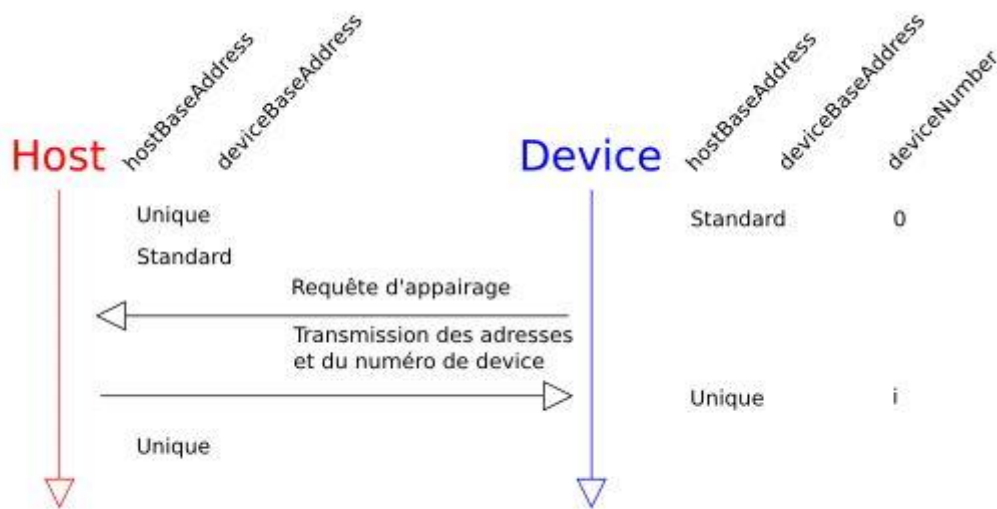 hostBaseAddress
deviceBaseAddress
hostBaseAddress
deviceBaseAddress
deviceNumber
Host
Device
Unique
Standard
0
Standard
Requête d'appairage
Transmission des adresses
et du numéro de device
Unique
i
Unique